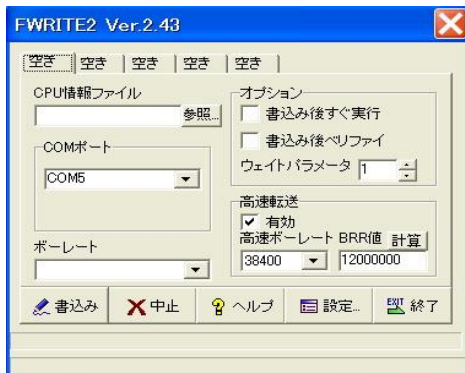 FWRITE2 Ver.2.43
空き 空き 空き 空き 空き
CPU情報ファイル
参照...
COMポート
COM5
ボーレート
オプション
書込み後すぐ実行
書込み後ベリファイ
ウェイトパラメータ 1
高速転送
有効
高速ボーレート BRR値 計算
38400 12000000
書込み 中止 ヘルプ 設定... EXIT 終了